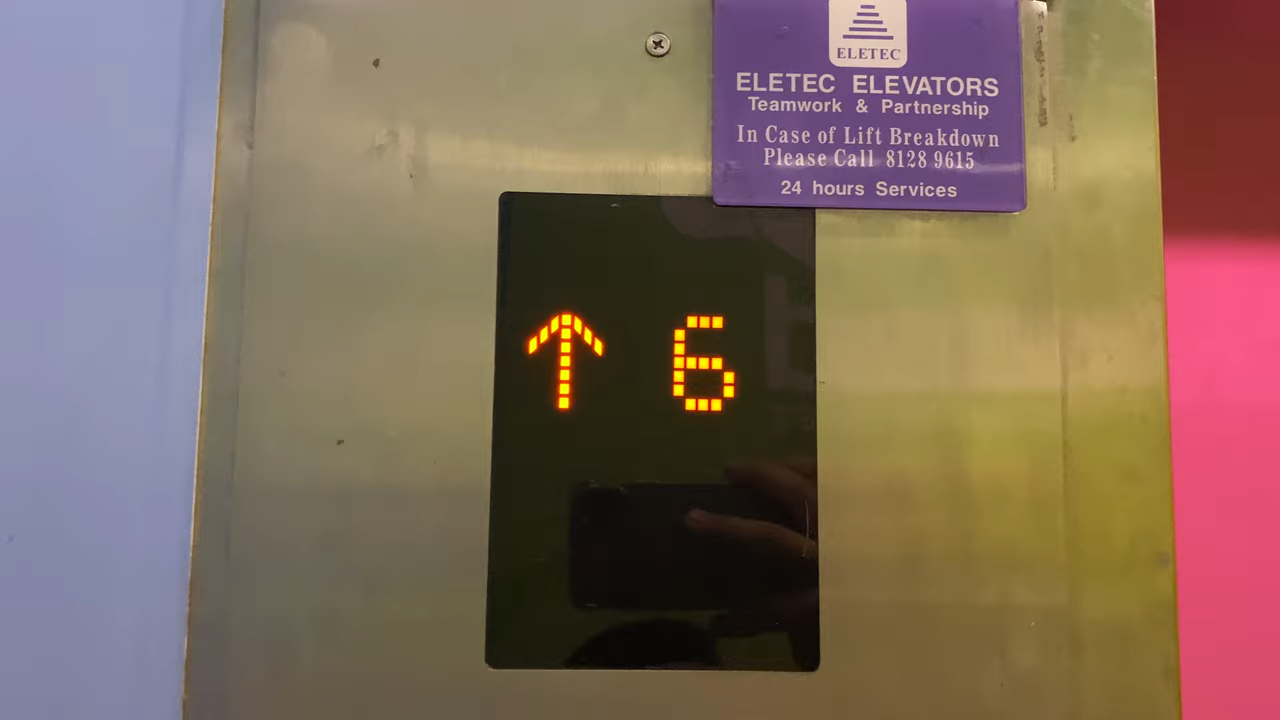 ELETEC
ELETEC ELEVATORS
Teamwork & Partnership
In Case of Lift Breakdown
Please Call 8128 9615
24 hours Services
↑ 6